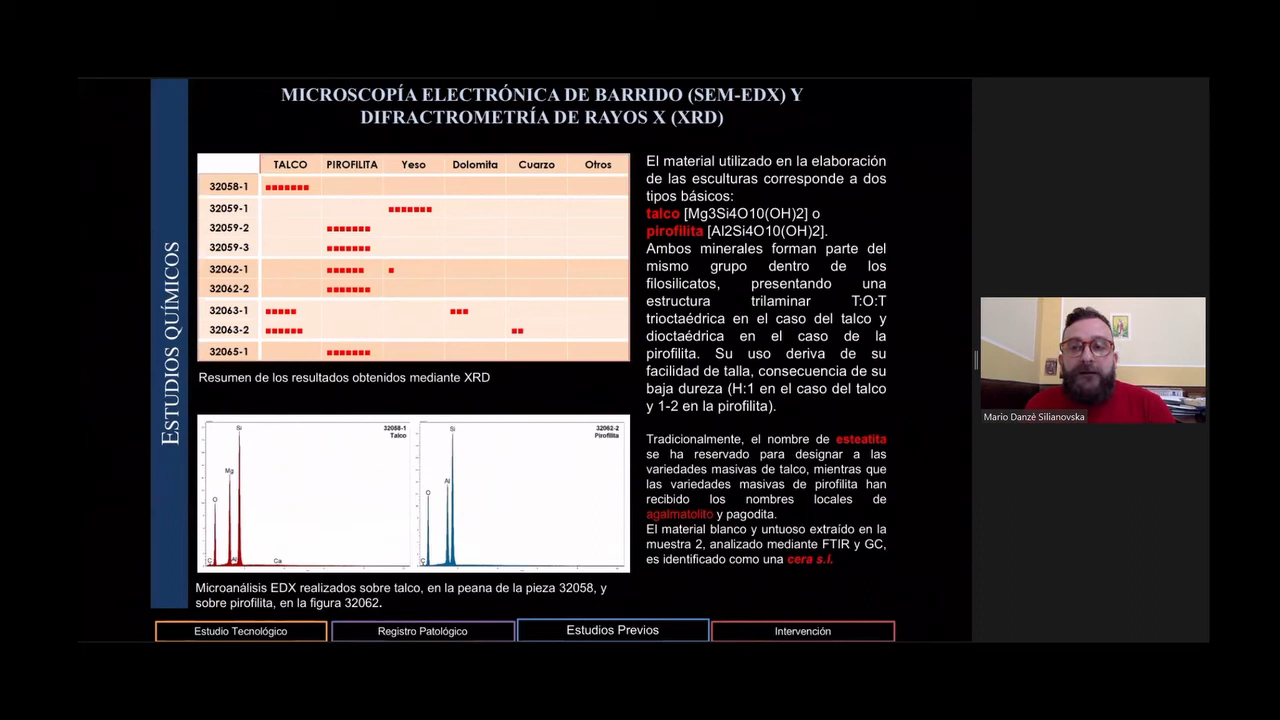 MICROSCOPÍA ELECTRÓNICA DE BARRIDO (SEM-EDX) Y
DIFRACTROMETRÍA DE RAYOS X (XRD)
ESTUDIOS QUÍMICOS
TALCO PIROFILITA Yeso Dolomita Cuarzo Otros
32058-1
32059-1
32059-2
32059-3
32062-1
32062-2
32063-1
32063-2
32065-1
Resumen de los resultados obtenidos mediante XRD
32058-1
Talco
Si
Mg
O
C
Al
Ca
32062-2
Pirofilita
Si
Al
O
C
Microanálisis EDX realizados sobre talco, en la peana de la pieza 32058, y
sobre pirofilita, en la figura 32062.
El material utilizado en la elaboración
de las esculturas corresponde a dos
tipos básicos:
talco [Mg3Si4O10(OH)2] o
pirofilita [Al2Si4O10(OH)2].
Ambos minerales forman parte del
mismo grupo dentro de los
filosilicatos, presentando una
estructura trilaminar T:O:T
trioctaédrica en el caso del talco y
dioctaédrica en el caso de la
pirofilita. Su uso deriva de su
facilidad de talla, consecuencia de su
baja dureza (H:1 en el caso del talco
y 1-2 en la pirofilita).
Tradicionalmente, el nombre de esteatita
se ha reservado para designar a las
variedades masivas de talco, mientras que
las variedades masivas de pirofilita han
recibido los nombres locales de
agalmatolito y pagodita.
El material blanco y untuoso extraído en la
muestra 2, analizado mediante FTIR y GC,
es identificado como una cera s.l.
Estudio Tecnológico
Registro Patológico
Estudios Previos
Intervención
Mario Danzé Silianovska